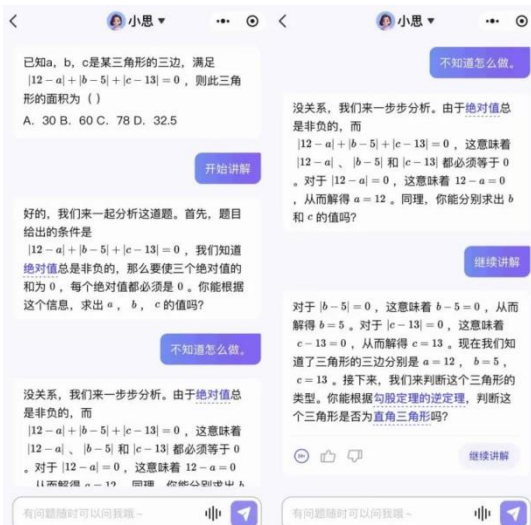 小思
已知a，b，c是某三角形的三边，满足
|12 − a| + |b − 5| + |c − 13| = 0 ，则此三角
形的面积为（ ）
A．30 B．60 C．78 D．32.5
开始讲解
好的，我们来一起分析这道题。首先，题目
给出的条件是
|12 − a| + |b − 5| + |c − 13| = 0 ，我们知道
绝对值总是非负的，那么要使三个绝对值的
和为 0 ，每个绝对值都必须是 0 。你能根据
这个信息，求出 a ， b ， c 的值吗？
不知道怎么做。
没关系，我们来一步步分析。由于绝对值总
是非负的，而
|12 − a| + |b − 5| + |c − 13| = 0 ，这意味着
|12 − a| 、 |b − 5| 和 |c − 13| 都必须等于 0
。对于 |12 − a| = 0 ，这意味着 12 − a = 0
，从而解得 a = 12 。同理，你能分别求出 b
有问题随时可以问我哦~
小思
不知道怎么做。
没关系，我们来一步步分析。由于绝对值总
是非负的，而
|12 − a| + |b − 5| + |c − 13| = 0 ，这意味着
|12 − a| 、 |b − 5| 和 |c − 13| 都必须等于 0
。对于 |12 − a| = 0 ，这意味着 12 − a = 0
，从而解得 a = 12 。同理，你能分别求出 b
和 c 的值吗？
继续讲解
对于 |b − 5| = 0 ，这意味着 b − 5 = 0 ，从而
解得 b = 5 。对于 |c − 13| = 0 ，这意味着
c − 13 = 0 ，从而解得 c = 13 。现在我们知
道了三角形的三边分别是 a = 12 ， b = 5 ，
c = 13 。接下来，我们来判断这个三角形的
类型。你能根据勾股定理的逆定理，判断这
个三角形是否为直角三角形吗？
继续讲解
有问题随时可以问我哦~